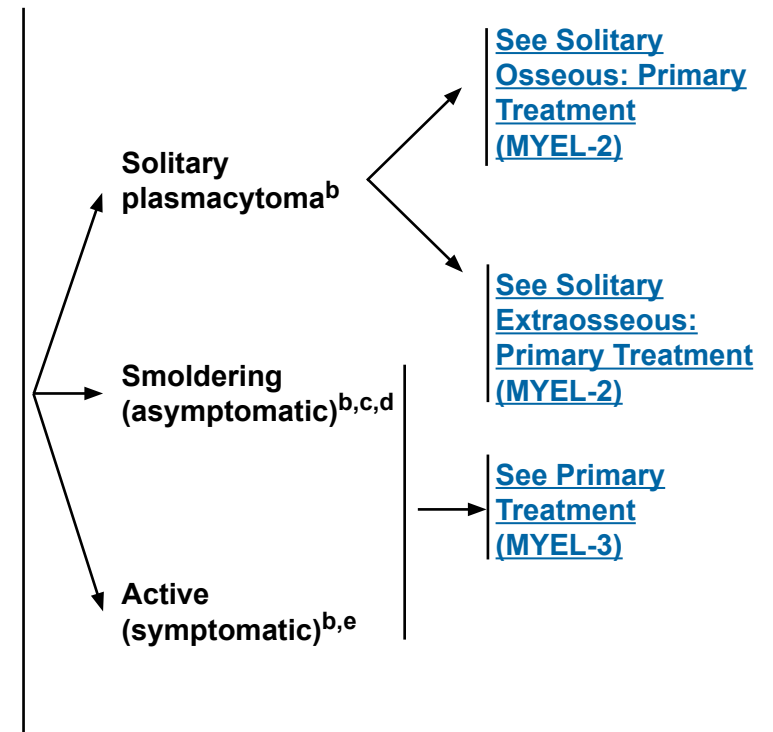 See Solitary
Osseous: Primary
Treatment
(MYEL-2)
Solitary
plasmacytomaᵇ
See Solitary
Extraosseous:
Primary Treatment
(MYEL-2)
Smoldering
(asymptomatic)ᵇ,ᶜ,ᵈ
See Primary
Treatment
(MYEL-3)
Active
(symptomatic)ᵇ,ᵉ